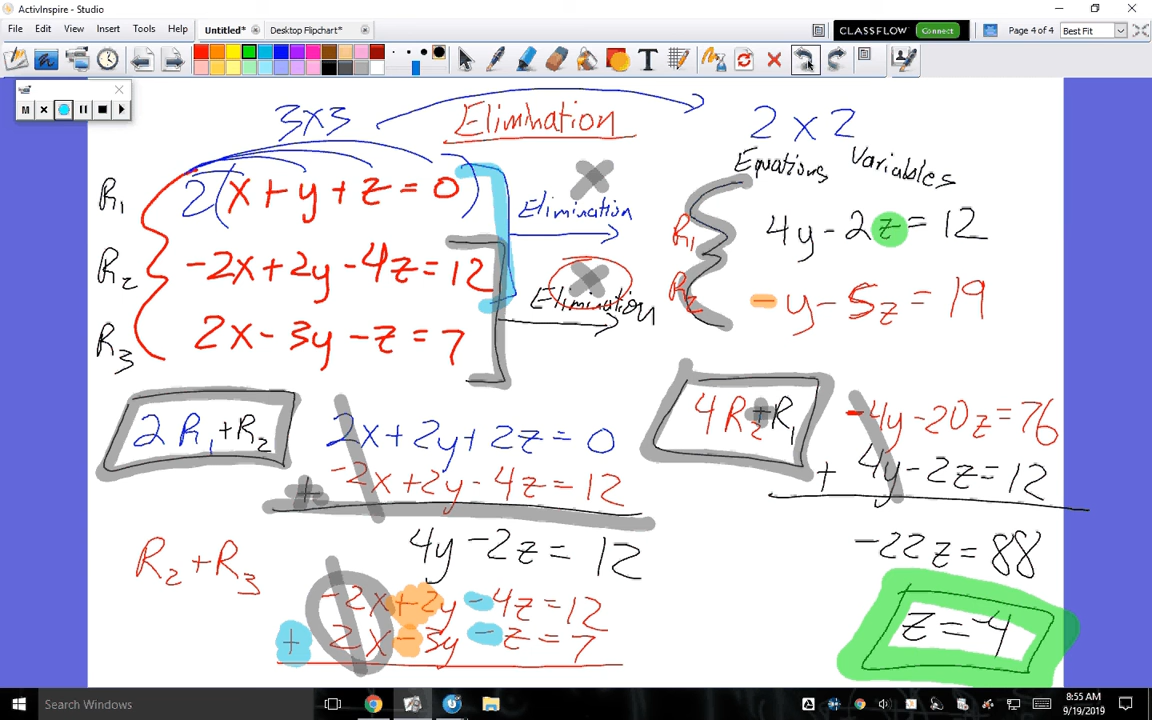 ActivInspire - Studio
File Edit View Insert Tools Help Untitled* Desktop Flipchart* CLASSFLOW Connect Page 4 of 4 Best Fit
M
3x3 Elimination 2 x 2
Equations Variables
R1 2(x + y + z = 0) Elimination R1 4y - 2z = 12
R2 -2x + 2y - 4z = 12 Elimination R2 - y - 5z = 19
R3 2x - 3y - z = 7
2R1 + R2 2x + 2y + 2z = 0 4R2 + R1 -4y - 20z = 76
+ -2x + 2y - 4z = 12 + 4y - 2z = 12
4y - 2z = 12 -22z = 88
R2 + R3 -2x + 2y - 4z = 12 z = -4
+ 2x - 3y - z = 7
Search Windows
8:55 AM
9/19/2019